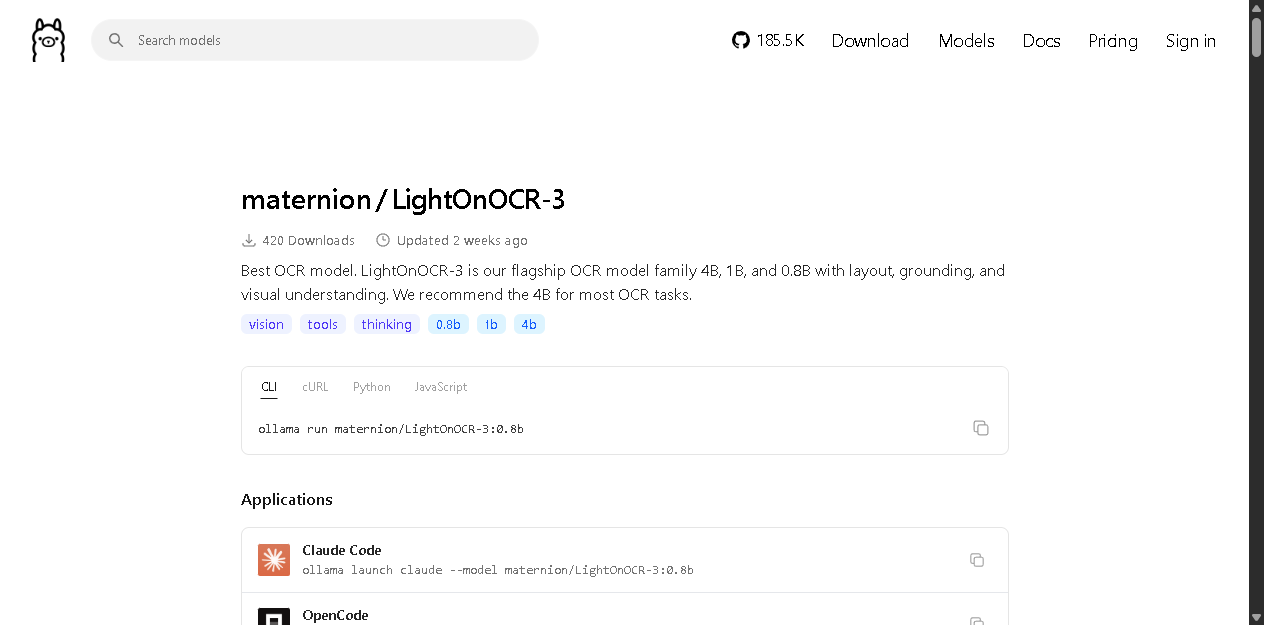 Search models
185.5K
Download
Models
Docs
Pricing
Sign in
maternion / LightOnOCR-3
420 Downloads
Updated 2 weeks ago
Best OCR model. LightOnOCR-3 is our flagship OCR model family 4B, 1B, and 0.8B with layout, grounding, and
visual understanding. We recommend the 4B for most OCR tasks.
vision
tools
thinking
0.8b
1b
4b
CLI
cURL
Python
JavaScript
ollama run maternion/LightOnOCR-3:0.8b
Applications
Claude Code
ollama launch claude --model maternion/LightOnOCR-3:0.8b
OpenCode